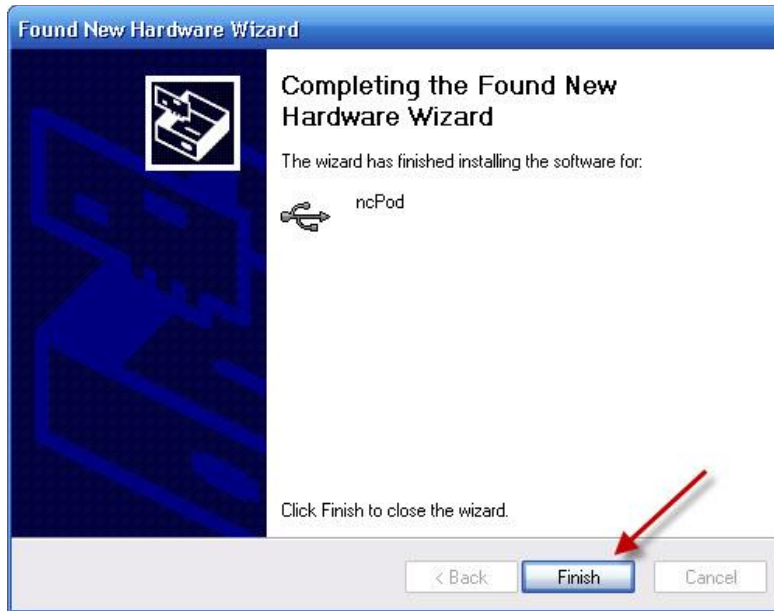 Found New Hardware Wizard
Completing the Found New
Hardware Wizard
The wizard has finished installing the software for:
ncPod
Click Finish to close the wizard.
< Back
Finish
Cancel